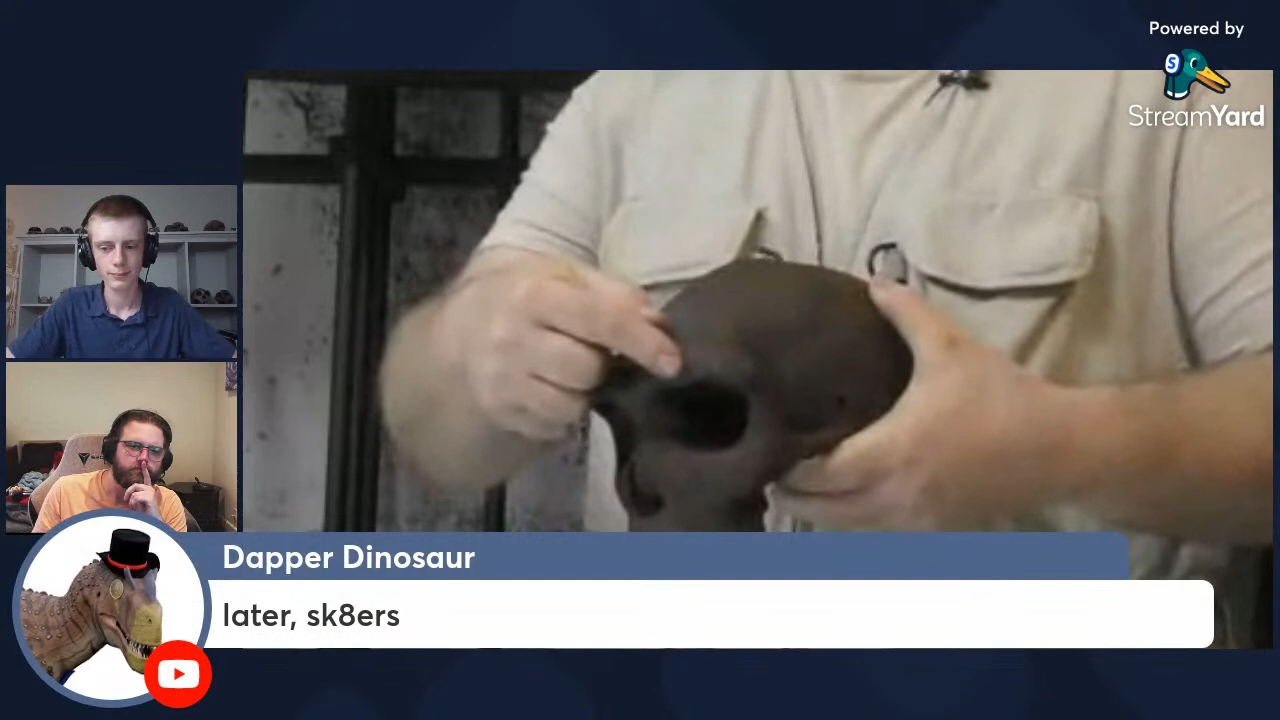 Powered by
S
StreamYard
Dapper Dinosaur
later, sk8ers